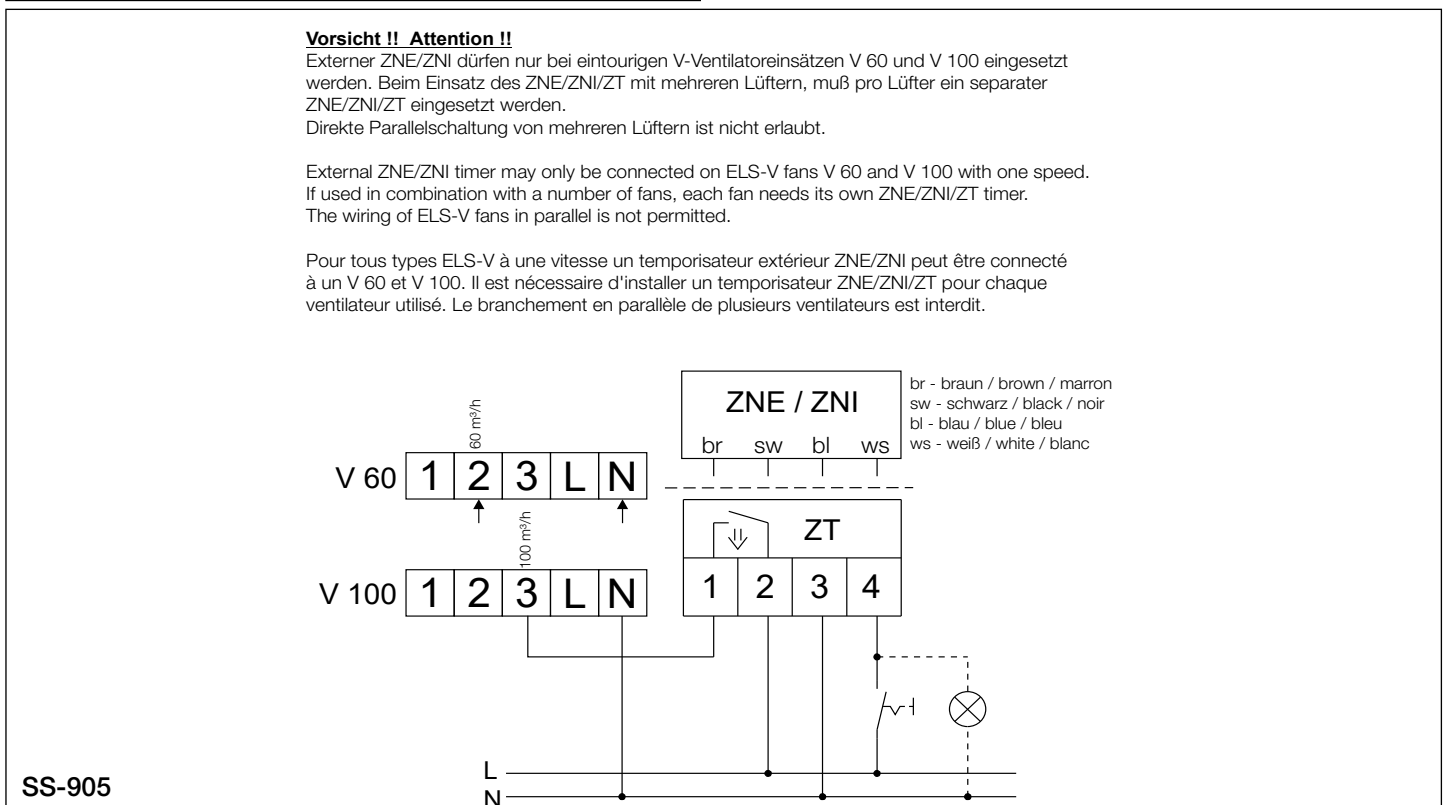 Vorsicht !! Attention !!
Externer ZNE/ZNI dürfen nur bei eintourigen V-Ventilatoreinsätzen V 60 und V 100 eingesetzt
werden. Beim Einsatz des ZNE/ZNI/ZT mit mehreren Lüftern, muß pro Lüfter ein separater
ZNE/ZNI/ZT eingesetzt werden.
Direkte Parallelschaltung von mehreren Lüftern ist nicht erlaubt.
External ZNE/ZNI timer may only be connected on ELS-V fans V 60 and V 100 with one speed.
If used in combination with a number of fans, each fan needs its own ZNE/ZNI/ZT timer.
The wiring of ELS-V fans in parallel is not permitted.
Pour tous types ELS-V à une vitesse un temporisateur extérieur ZNE/ZNI peut être connecté
à un V 60 et V 100. Il est nécessaire d'installer un temporisateur ZNE/ZNI/ZT pour chaque
ventilateur utilisé. Le branchement en parallèle de plusieurs ventilateurs est interdit.
ZNE / ZNI
br sw bl ws
br - braun / brown / marron
sw - schwarz / black / noir
bl - blau / blue / bleu
ws - weiß / white / blanc
60 m³/h
V 60 1 2 3 L N
100 m³/h
V 100 1 2 3 L N
ZT
1 2 3 4
L
N
SS-905